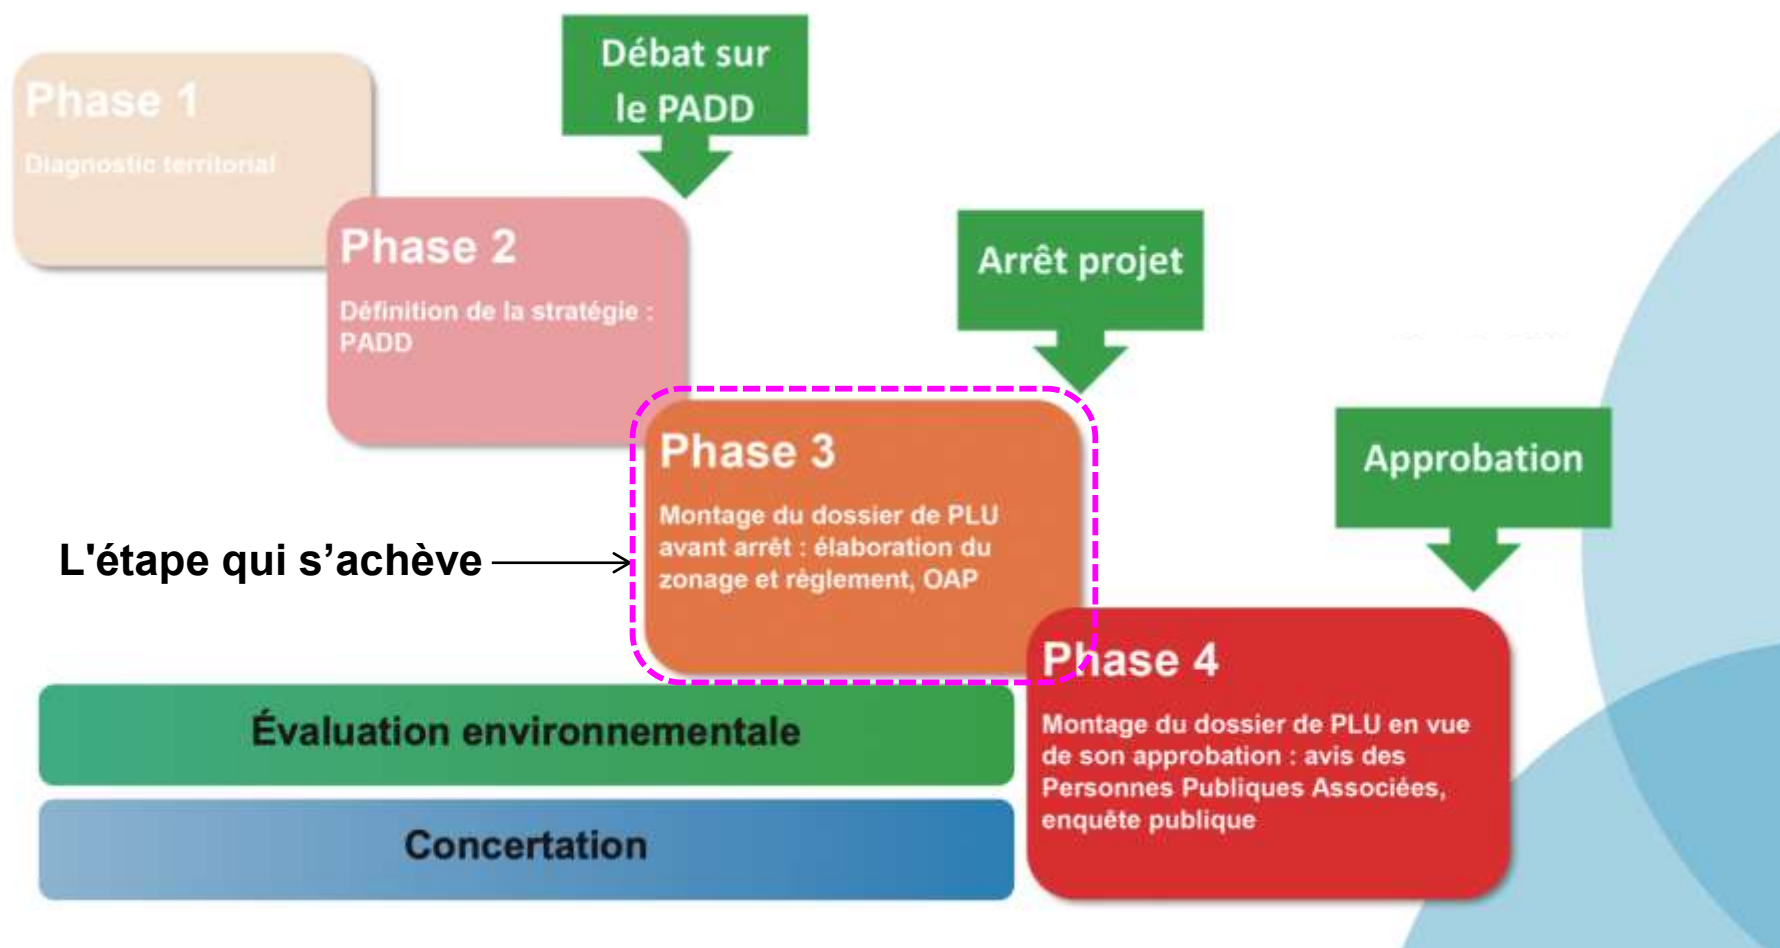 Phase 1
Diagnostic territorial
Débat sur
le PADD
Phase 2
Définition de la stratégie :
PADD
Arrêt projet
Phase 3
Montage du dossier de PLU
avant arrêt : élaboration du
zonage et règlement, OAP
L'étape qui s’achève
Approbation
Phase 4
Montage du dossier de PLU en vue
de son approbation : avis des
Personnes Publiques Associées,
enquête publique
Évaluation environnementale
Concertation